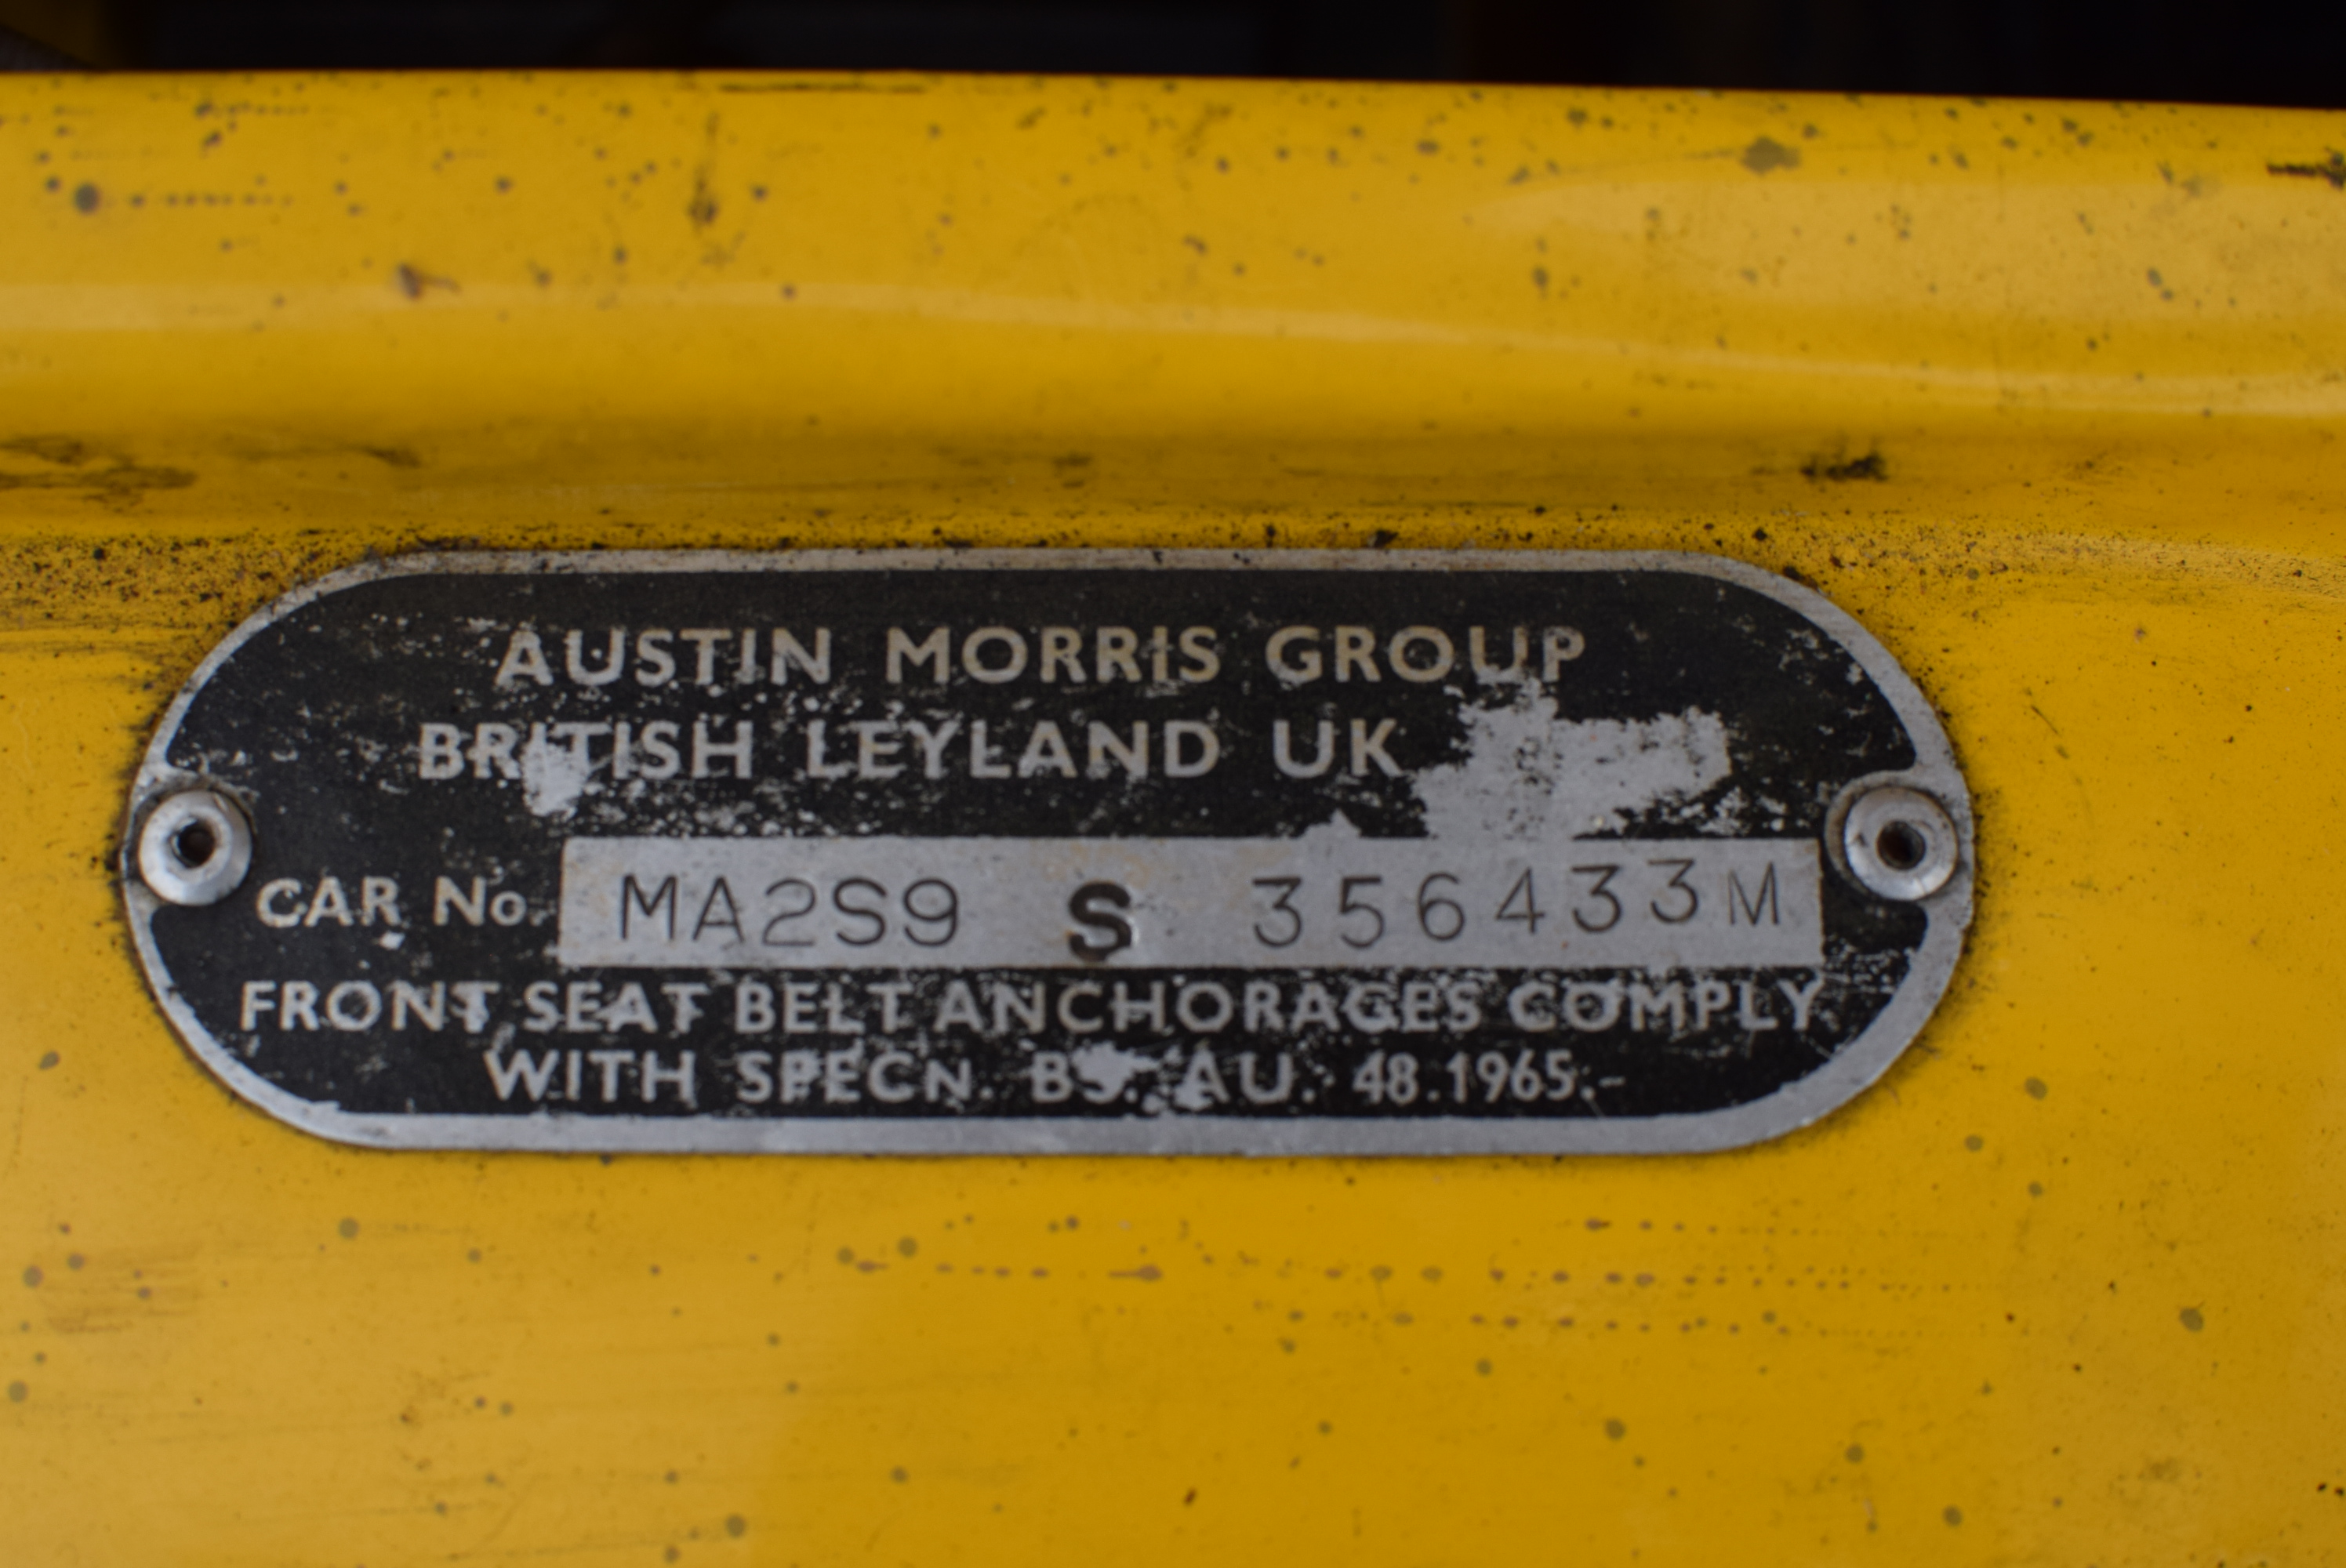 AUSTIN MORRIS GROUP
BRITISH LEYLAND UK
CAR No. MA2S9 S 356433M
FRONT SEAT BELT ANCHORAGES COMPLY
WITH SPECN. BS. AU. 48.1965.-